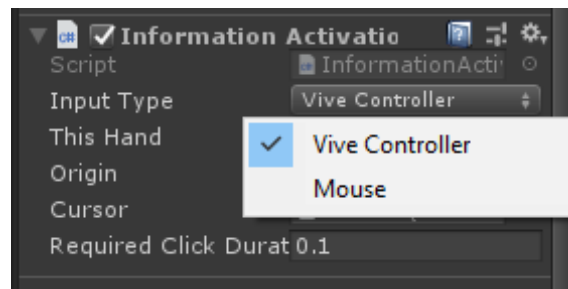 Information Activatio
Script InformationActi
Input Type Vive Controller
This Hand Vive Controller
Origin Mouse
Cursor
Required Click Durat 0.1